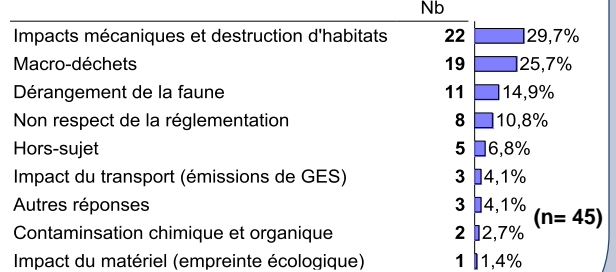 Nb
Impacts mécaniques et destruction d'habitats 22 29,7%
Macro-déchets 19 25,7%
Dérangement de la faune 11 14,9%
Non respect de la réglementation 8 10,8%
Hors-sujet 5 6,8%
Impact du transport (émissions de GES) 3 4,1%
Autres réponses 3 4,1%
(n= 45)
Contaminsation chimique et organique 2 2,7%
Impact du matériel (empreinte écologique) 1 1,4%